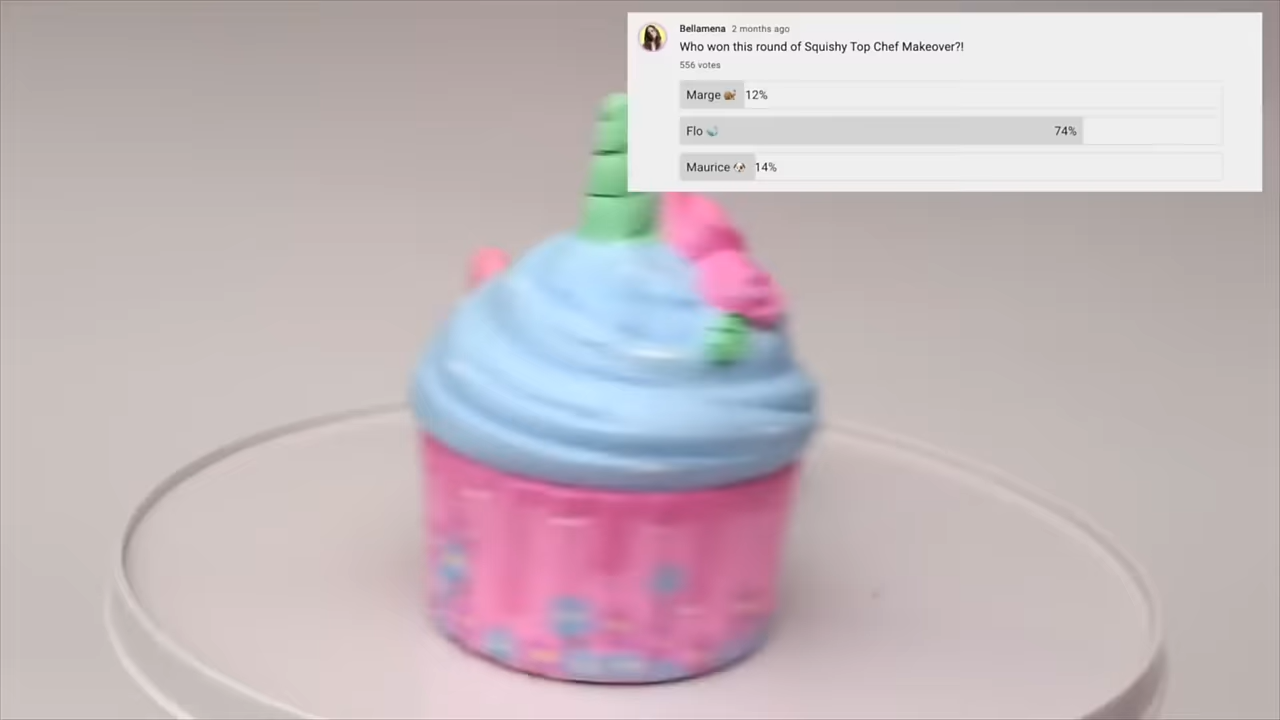 Bellamena 2 months ago
Who won this round of Squishy Top Chef Makeover?!
556 votes
Marge 🐌 12%
Flo 74%
Maurice 🐶 14%